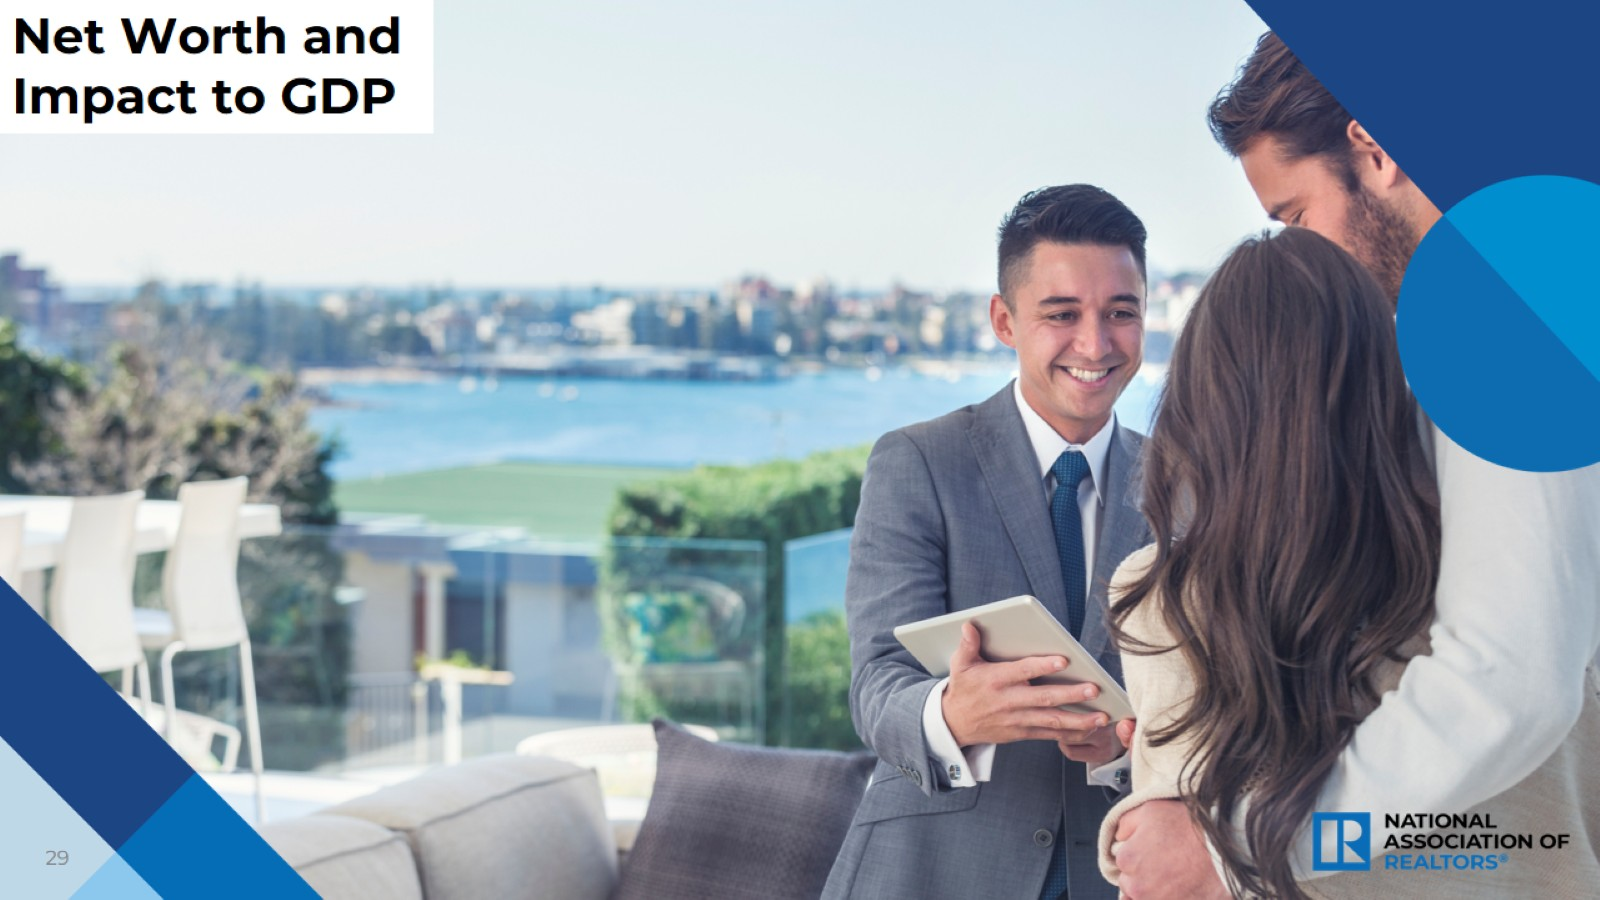 Net Worth and
Impact to GDP
29
NATIONAL
ASSOCIATION OF
REALTORS®